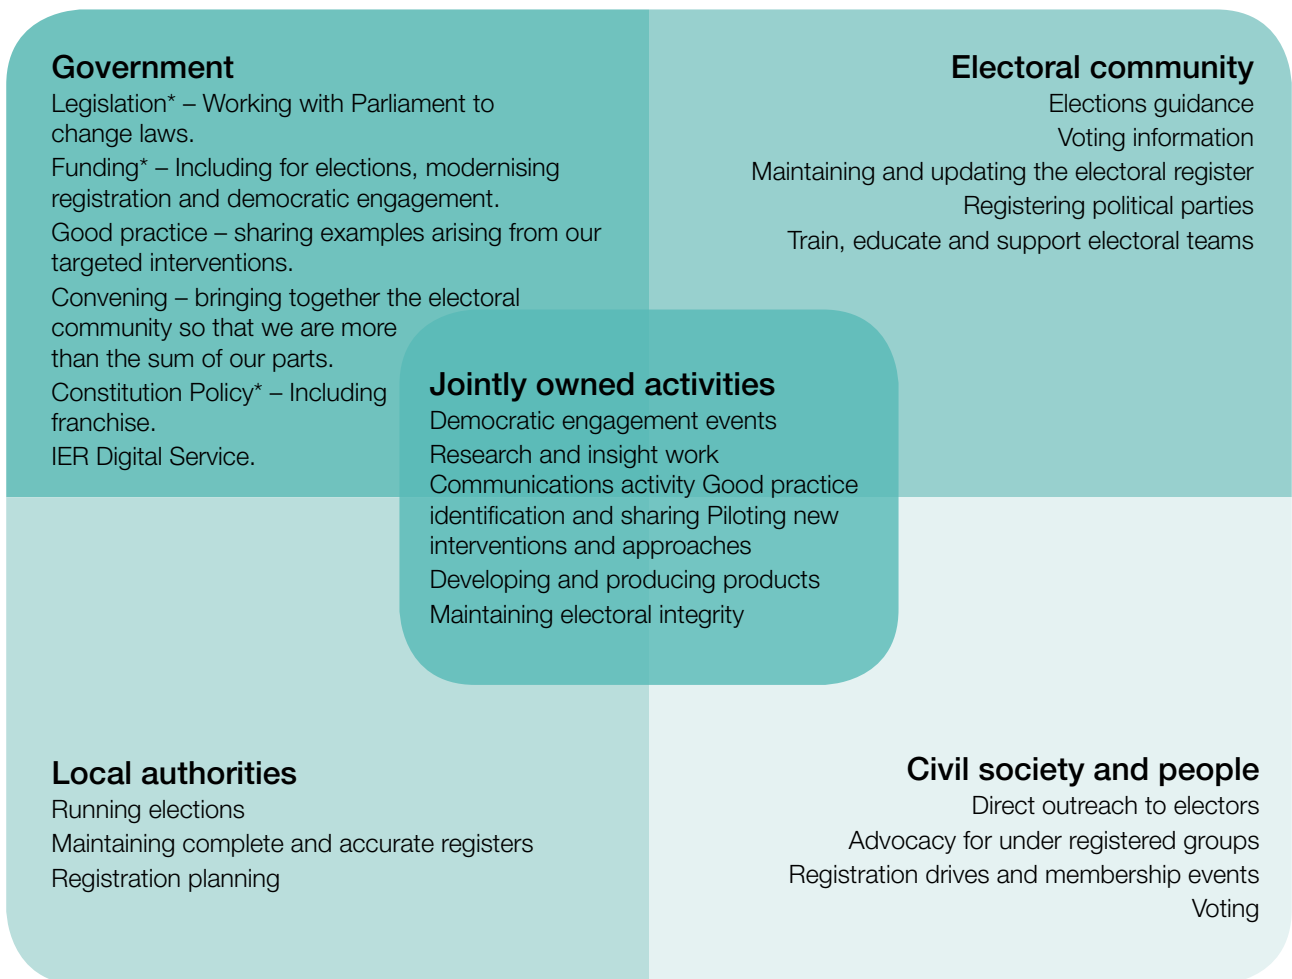 Government
Legislation* – Working with Parliament to
change laws.
Funding* – Including for elections, modernising
registration and democratic engagement.
Good practice – sharing examples arising from our
targeted interventions.
Convening – bringing together the electoral
community so that we are more
than the sum of our parts.
Constitution Policy* – Including
franchise.
IER Digital Service.
Electoral community
Elections guidance
Voting information
Maintaining and updating the electoral register
Registering political parties
Train, educate and support electoral teams
Jointly owned activities
Democratic engagement events
Research and insight work
Communications activity Good practice
identification and sharing Piloting new
interventions and approaches
Developing and producing products
Maintaining electoral integrity
Local authorities
Running elections
Maintaining complete and accurate registers
Registration planning
Civil society and people
Direct outreach to electors
Advocacy for under registered groups
Registration drives and membership events
Voting